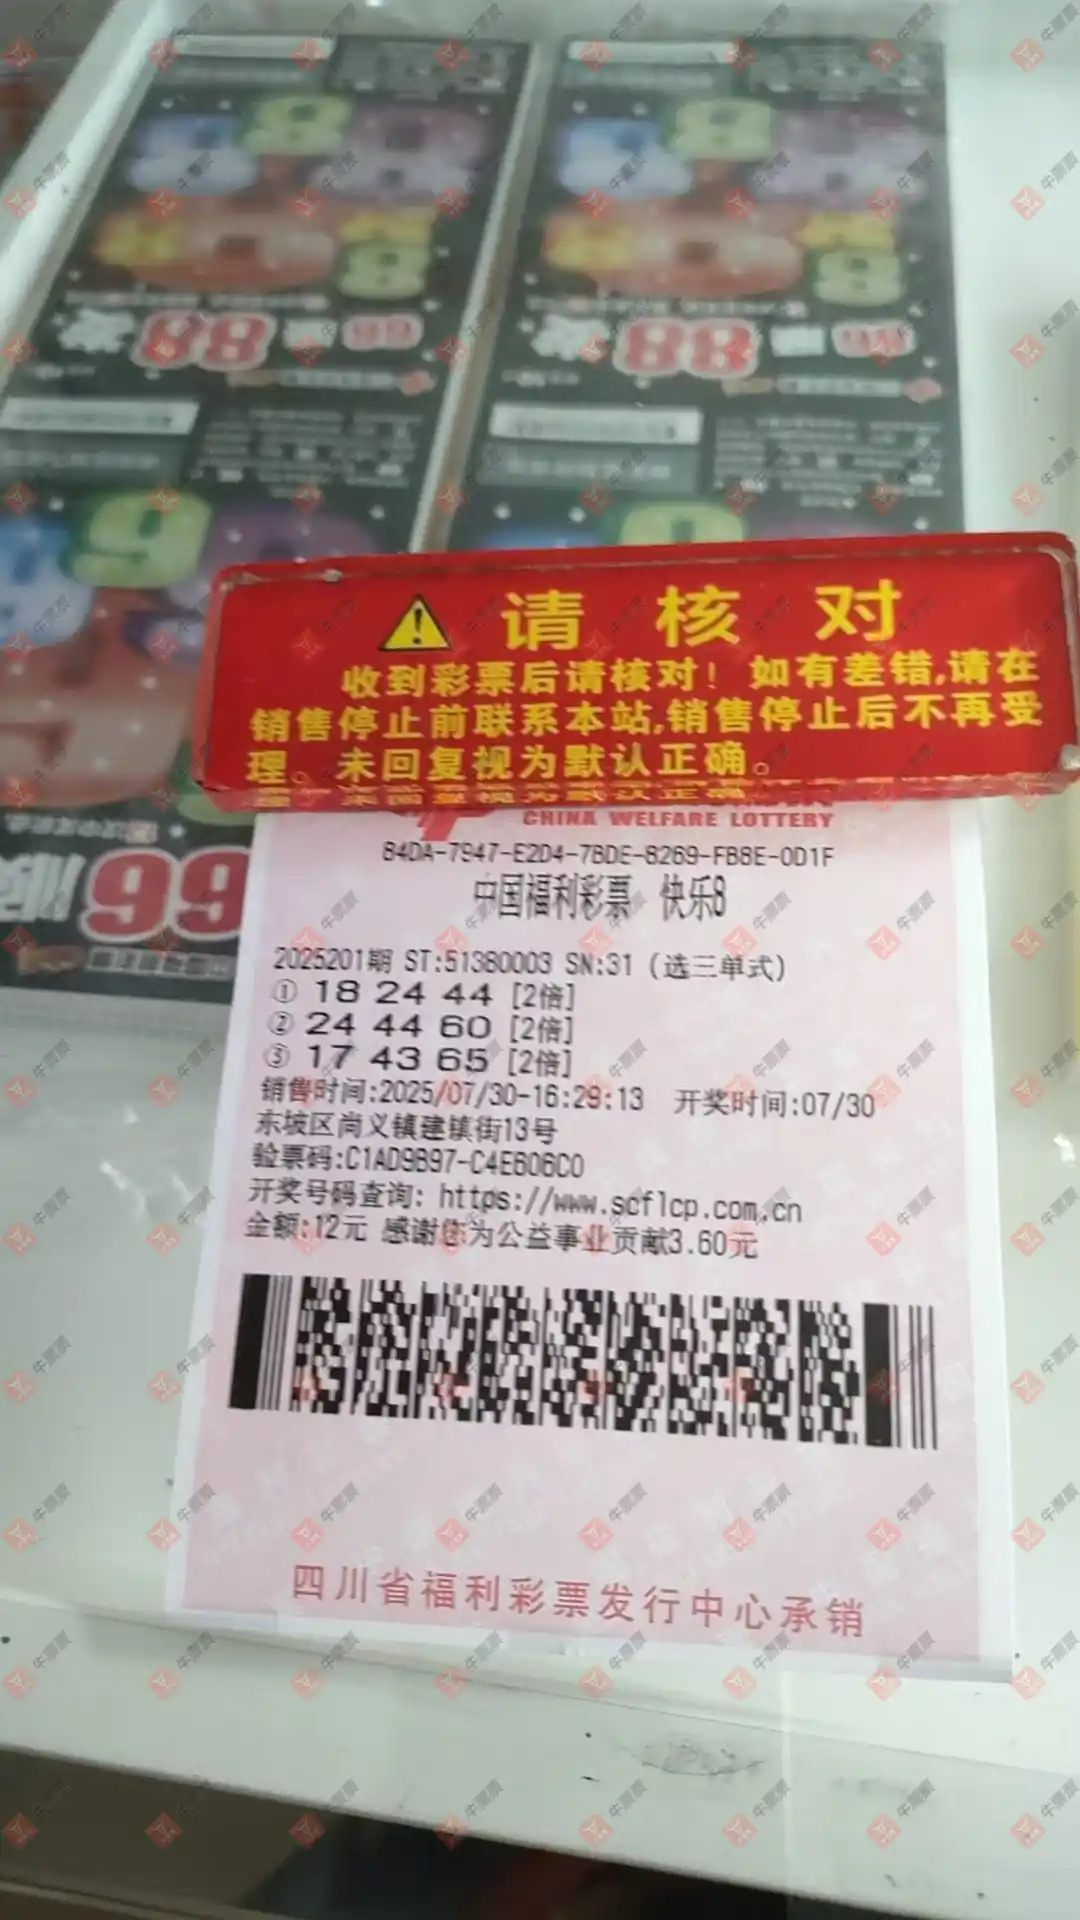 请核对
收到彩票后请核对！如有差错,请在
销售停止前联系本站,销售停止后不再受
理。未回复视为默认正确。
CHINA WELFARE LOTTERY
84DA-7947-E2D4-7BDE-8269-FB8E-0D1F
中国福利彩票 快乐8
2025201期 ST:51380003 SN:31 (选三单式)
① 18 24 44 [2倍]
② 24 44 60 [2倍]
③ 17 43 65 [2倍]
销售时间:2025/07/30-16:29:13 开奖时间:07/30
东坡区尚义镇建镇街13号
验票码:C1AD9B97-C4E606C0
开奖号码查询: https://www.scflcp.com.cn
金额:12元 感谢您为公益事业贡献3.60元
四川省福利彩票发行中心承销
牛票票